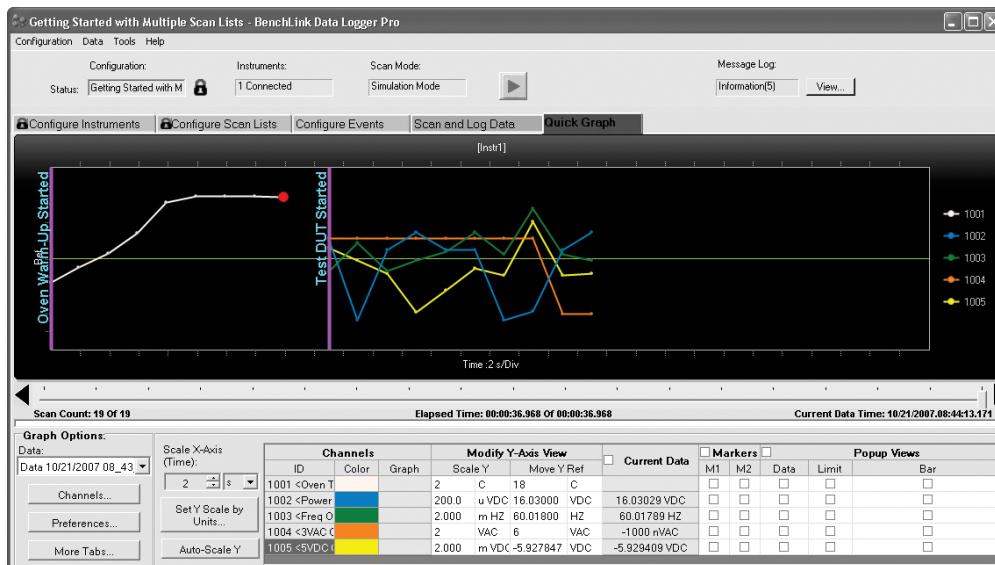 Getting Started with Multiple Scan Lists - BenchLink Data Logger Pro
Configuration Data Tools Help
Configuration: Instruments: Scan Mode: Message Log:
Status: Getting Started with M 1 Connected Simulation Mode Information(5) View...
Configure Instruments Configure Scan Lists Configure Events Scan and Log Data Quick Graph
[Instr1]
Oven Warm-Up Started
Test DUT Started
Ref
1001
1002
1003
1004
1005
Time :2 s/Div
Scan Count: 19 Of 19 Elapsed Time: 00:00:36.968 Of 00:00:36.968 Current Data Time: 10/21/2007.08:44:13.171
Graph Options:
Data:
Data 10/21/2007 08_43
Channels...
Preferences...
More Tabs...
Scale X-Axis
(Time):
2 s
Set Y Scale by
Units...
Auto-Scale Y
Channels Modify Y-Axis View Current Data Markers Popup Views
ID Color Graph Scale Y Move Y Ref M1 M2 Data Limit Bar
1001 <Oven T 2 C 18 C
1002 <Power 200.0 u VDC 16.03000 VDC 16.03029 VDC
1003 <Freq O 2.000 m HZ 60.01800 HZ 60.01789 HZ
1004 <3VAC ( 2 VAC 6 VAC -1000 nVAC
1005 <5VDC ( 2.000 m VDC -5.927847 VDC -5.929409 VDC